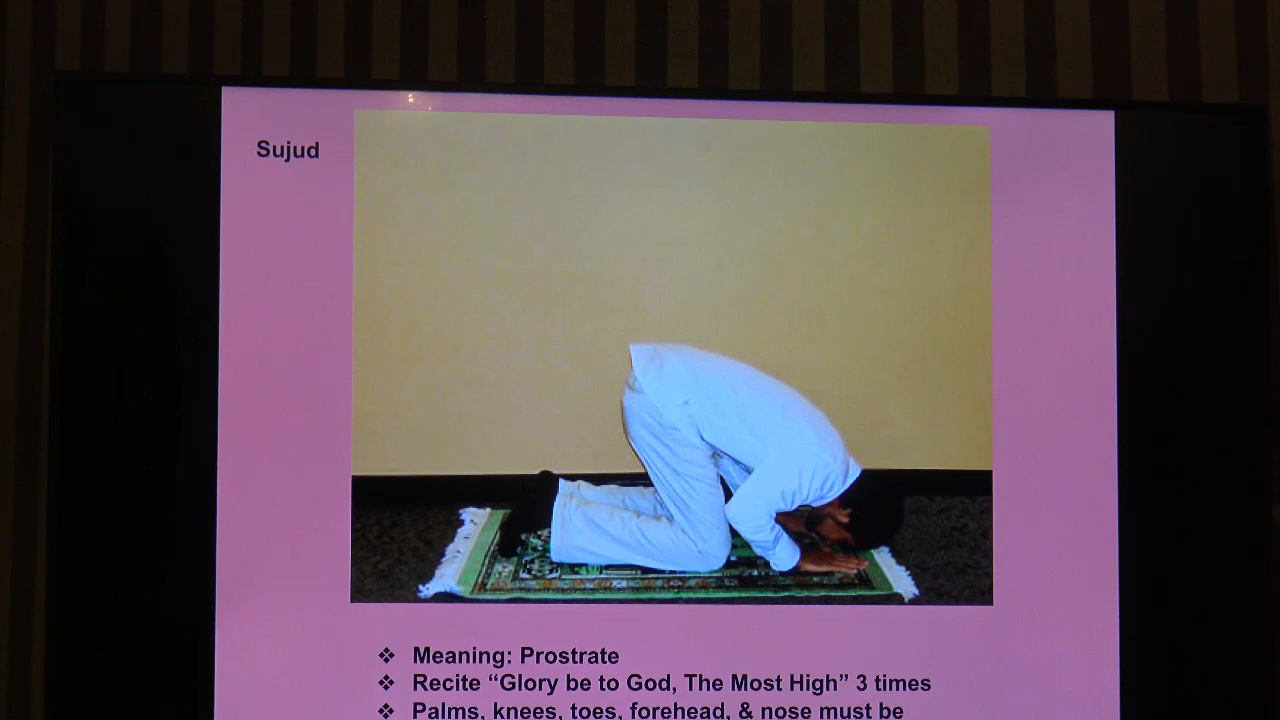 Sujud
❖ Meaning: Prostrate
❖ Recite “Glory be to God, The Most High” 3 times
❖ Palms, knees, toes, forehead, & nose must be